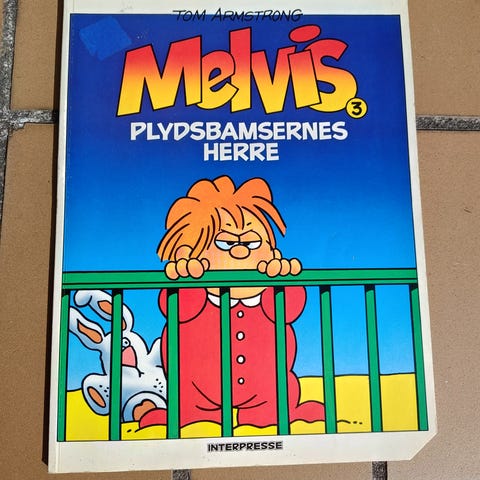 TOM ARMSTRONG
MELVIS
3
PLYDSBAMSERNES
HERRE
INTERPRESSE